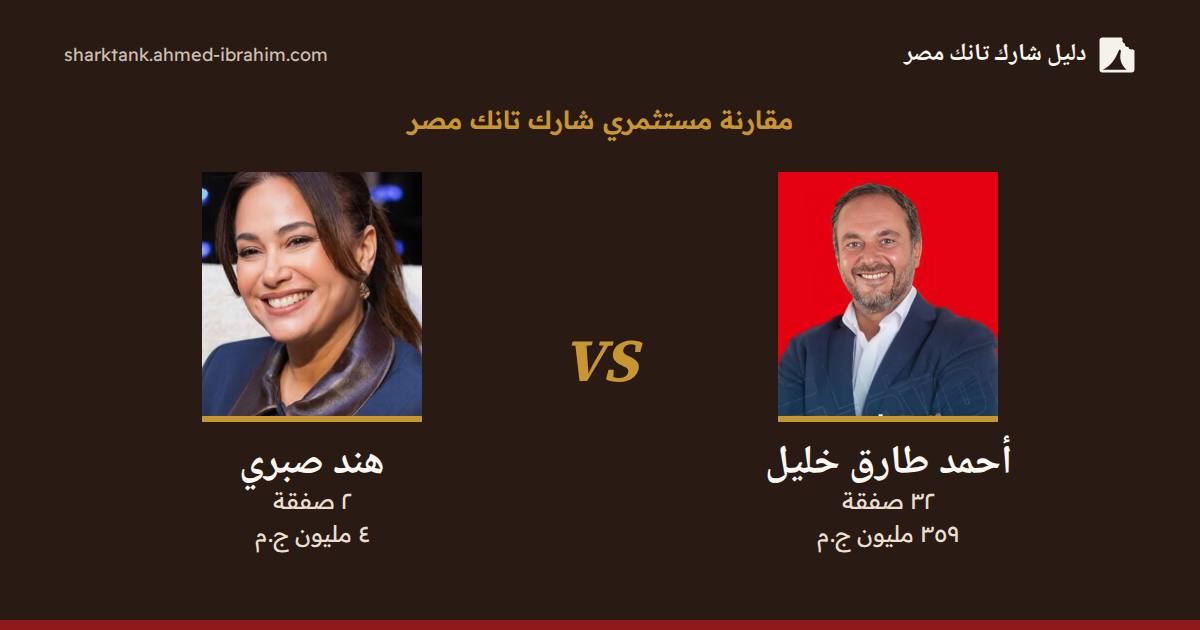 دليل شارك تانك مصر
sharktank.ahmed-ibrahim.com
مقارنة مستثمري شارك تانك مصر
أحمد طارق خليل
٣٢ صفقة
٣٥٩ مليون ج.م
VS
هند صبري
٢ صفقة
٤ مليون ج.م